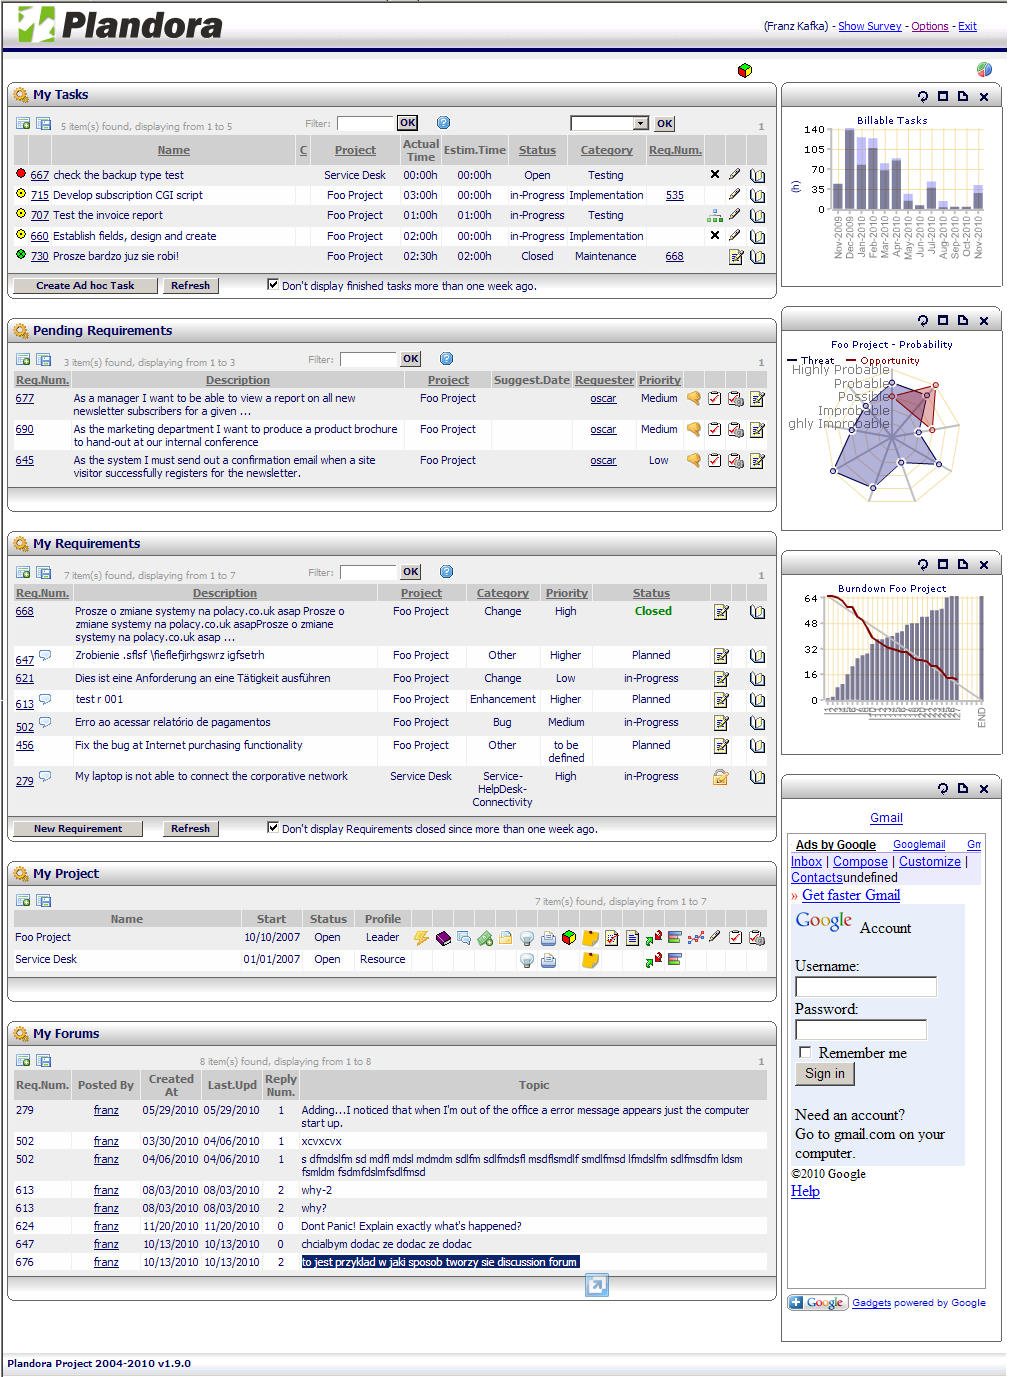 Plandora
(Franz Kafka) - Show Survey - Options - Exit
My Tasks
5 item(s) found, displaying from 1 to 5 Filter: OK OK 1
Name C Project Actual Time Estim.Time Status Category Req.Num.
667 check the backup type test Service Desk 00:00h 00:00h Open Testing
715 Develop subscription CGI script Foo Project 03:00h 00:00h in-Progress Implementation 535
707 Test the invoice report Foo Project 01:00h 01:00h in-Progress Testing
660 Establish fields, design and create Foo Project 02:00h 00:00h in-Progress Implementation
730 Prosze bardzo juz sie robi! Foo Project 02:30h 02:00h Closed Maintenance 668
Create Ad hoc Task Refresh Don't display finished tasks more than one week ago.
Pending Requirements
3 item(s) found, displaying from 1 to 3 Filter: OK 1
Req.Num. Description Project Suggest.Date Requester Priority
677 As a manager I want to be able to view a report on all new Foo Project oscar Medium
newsletter subscribers for a given ...
690 As the marketing department I want to produce a product brochure Foo Project oscar Medium
to hand-out at our internal conference
645 As the system I must send out a confirmation email when a site Foo Project oscar Low
visitor successfully registers for the newsletter.
My Requirements
7 item(s) found, displaying from 1 to 7 Filter: OK 1
Req.Num. Description Project Category Priority Status
668 Prosze o zmiane systemy na polacy.co.uk asap Prosze o Foo Project Change High Closed
zmiane systemy na polacy.co.uk asapProsze o zmiane
systemy na polacy.co.uk asap ...
647 Zrobienie .sflsf \fieflefjirhgswrz igfsetrh Foo Project Other Higher Planned
621 Dies ist eine Anforderung an eine Tätigkeit ausführen Foo Project Change Low in-Progress
613 test r 001 Foo Project Enhancement Higher Planned
502 Erro ao acessar relatório de pagamentos Foo Project Bug Medium in-Progress
456 Fix the bug at Internet purchasing functionality Foo Project Other to be defined Planned
279 My laptop is not able to connect the corporative network Service Desk Service-HelpDesk-Connectivity High in-Progress
New Requirement Refresh Don't display Requirements closed since more than one week ago.
My Project
7 item(s) found, displaying from 1 to 7
Name Start Status Profile
Foo Project 10/10/2007 Open Leader
Service Desk 01/01/2007 Open Resource
My Forums
8 item(s) found, displaying from 1 to 8 1
Req.Num. Posted By Created At Last.Upd Reply Num. Topic
279 franz 05/29/2010 05/29/2010 1 Adding...I noticed that when I'm out of the office a error message appears just the computer
start up.
502 franz 03/30/2010 04/06/2010 1 xcvxcvx
502 franz 04/06/2010 04/06/2010 1 s dfmdslfm sd mdfl mdsl mdmdm sdlfm sdlfmdsfl msdflsmdlf smdlfmsd lfmdslfm sdlfmsdfm ldsm
fsmldm fsdmfdslmfsdlfmsd
613 franz 08/03/2010 08/03/2010 2 why-2
613 franz 08/03/2010 08/03/2010 2 why?
624 franz 11/20/2010 11/20/2010 0 Dont Panic! Explain exactly what's happened?
647 franz 10/13/2010 10/13/2010 0 chcialbym dodac ze dodac ze dodac
676 franz 10/13/2010 10/13/2010 2 to jest przyklad w jaki sposob tworzy sie discussion forum
Billable Tasks
140
105
70
35
0
(h)
Nov-2009 Dec-2009 Jan-2010 Feb-2010 Mar-2010 Apr-2010 May-2010 Jun-2010 Jul-2010 Aug-2010 Sep-2010 Oct-2010 Nov-2010
Foo Project - Probability
Threat Opportunity
Highly Probable
Probable
Possible
Improbable
ghly Improbable
Burndown Foo Project
64
48
32
16
0
END
Gmail
Ads by Google Googlemail Gm
Inbox | Compose | Customize |
Contactsundefined
» Get faster Gmail
Google Account
Username:
Password:
Remember me
Sign in
Need an account?
Go to gmail.com on your
computer.
©2010 Google
Help
Google Gadgets powered by Google
Plandora Project 2004-2010 v1.9.0